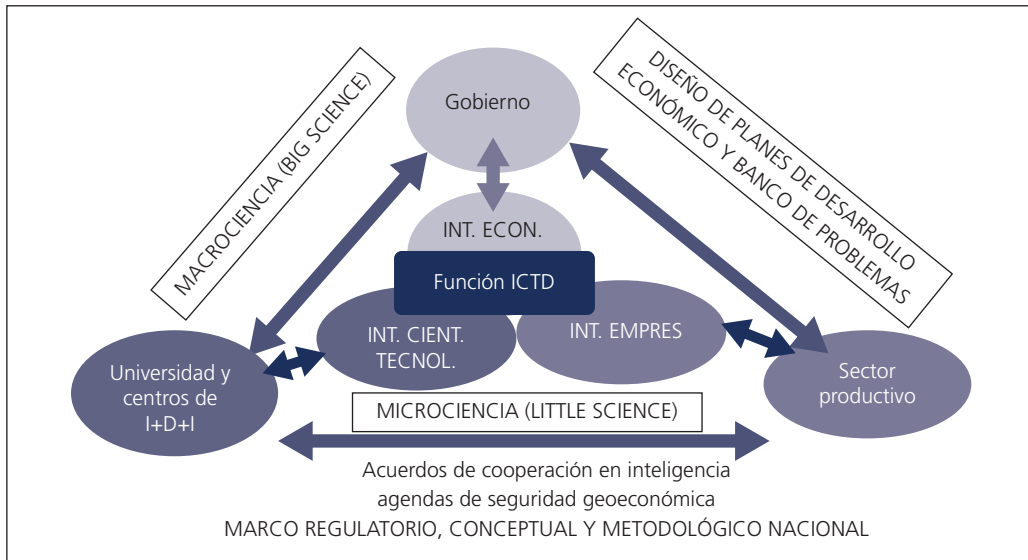 Gobierno
MACROCIENCIA (BIG SCIENCE)
DISEÑO DE PLANES DE DESARROLLO
ECONÓMICO Y BANCO DE PROBLEMAS
INT. ECON.
Función ICTD
INT. CIENT.
TECNOL.
INT. EMPRES
Universidad y
centros de
I+D+I
Sector
productivo
MICROCIENCIA (LITTLE SCIENCE)
Acuerdos de cooperación en inteligencia
agendas de seguridad geoeconómica
MARCO REGULATORIO, CONCEPTUAL Y METODOLÓGICO NACIONAL